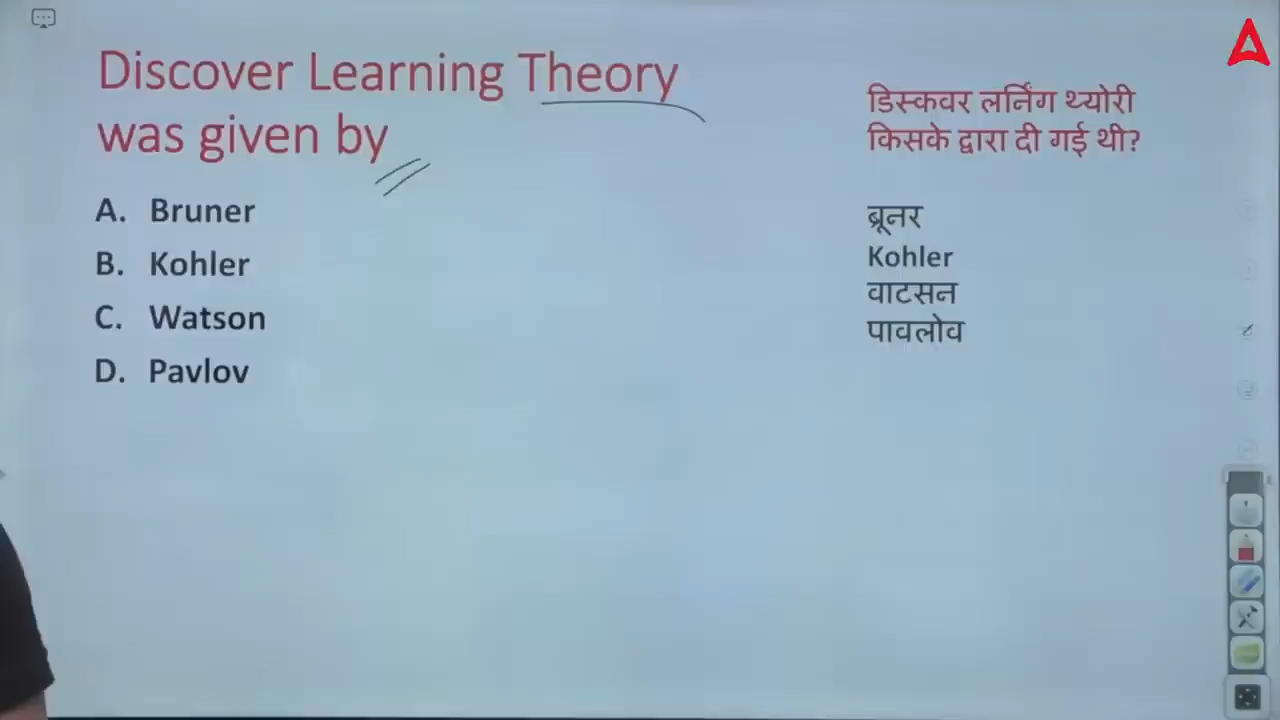 Discover Learning Theory
was given by
A. Bruner
B. Kohler
C. Watson
D. Pavlov
डिस्कवर लर्निंग थ्योरी
किसके द्वारा दी गई थी?
ब्रूनर
Kohler
वाटसन
पावलोव